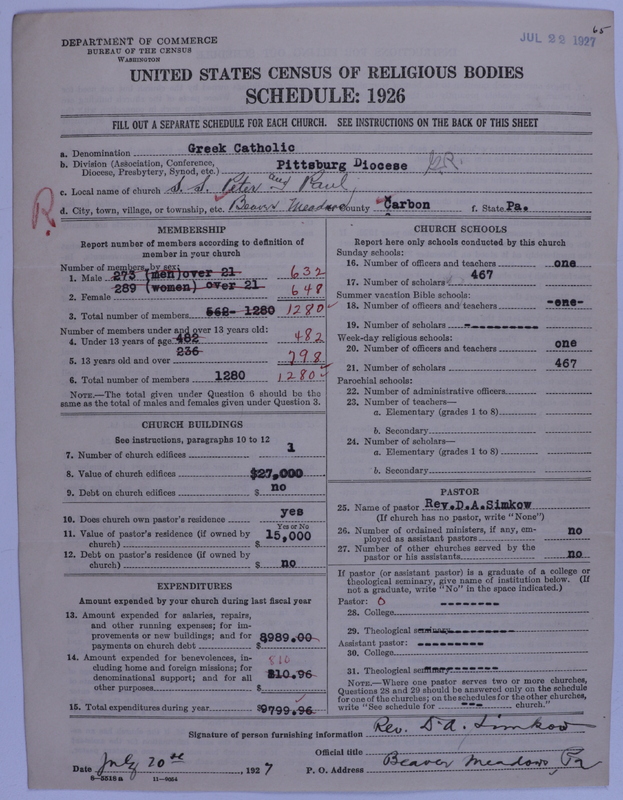 65
JUL 22 1927
DEPARTMENT OF COMMERCE
BUREAU OF THE CENSUS
WASHINGTON
UNITED STATES CENSUS OF RELIGIOUS BODIES
SCHEDULE: 1926
FILL OUT A SEPARATE SCHEDULE FOR EACH CHURCH. SEE INSTRUCTIONS ON THE BACK OF THIS SHEET
a. Denomination Greek Catholic
b. Division (Association, Conference, Diocese, Presbytery, Synod, etc.) Pittsburg Diocese G.R.
c. Local name of church S. S. Peter and Paul,
d. City, town, village, or township, etc. Beaver Meadow County Carbon f. State Pa.
R
MEMBERSHIP
Report number of members according to definition of member in your church
Number of members, by sex:
1. Male 273 (men) over 21 632
2. Female 289 (women) over 21 648
3. Total number of members 562- 1280 1280
Number of members under and over 13 years old:
4. Under 13 years of age 482 482
5. 13 years old and over 236 798
6. Total number of members 1280 1280
NOTE.—The total given under Question 6 should be the same as the total of males and females given under Question 3.
CHURCH BUILDINGS
See instructions, paragraphs 10 to 12
7. Number of church edifices 1
8. Value of church edifices $27,000
9. Debt on church edifices $ no
10. Does church own pastor's residence yes
Yes or No
11. Value of pastor's residence (if owned by church) $ 15,000
12. Debt on pastor's residence (if owned by church) $ no
EXPENDITURES
Amount expended by your church during last fiscal year
13. Amount expended for salaries, repairs, and other running expenses; for improvements or new buildings; and for payments on church debt $ 8989.00
14. Amount expended for benevolences, including home and foreign missions; for denominational support; and for all other purposes $ 810 810.96
15. Total expenditures during year $9799.96
CHURCH SCHOOLS
Report here only schools conducted by this church
Sunday schools:
16. Number of officers and teachers one
17. Number of scholars 467
Summer vacation Bible schools:
18. Number of officers and teachers -one-
19. Number of scholars -----------
Week-day religious schools:
20. Number of officers and teachers one
21. Number of scholars 467
Parochial schools:
22. Number of administrative officers
23. Number of teachers—
a. Elementary (grades 1 to 8)
b. Secondary
24. Number of scholars—
a. Elementary (grades 1 to 8)
b. Secondary
PASTOR
25. Name of pastor Rev.D.A.Simkow
(If church has no pastor, write "None")
26. Number of ordained ministers, if any, employed as assistant pastors no
27. Number of other churches served by the pastor or his assistants no
If pastor (or assistant pastor) is a graduate of a college or theological seminary, give name of institution below. (If not a graduate, write "No" in the space indicated.)
Pastor: 0
28. College ---------
29. Theological seminary ----------
Assistant pastor:
30. College ----------
31. Theological seminary ----------
NOTE.—Where one pastor serves two or more churches, Questions 28 and 29 should be answered only on the schedule for one of the churches; on the schedules for the other churches, write "See schedule for --- church."
Signature of person furnishing information Rev. D. A. Simkow
Official title
Date July 20th 1927 P. O. Address Beaver Meadows, Pa
8—5518 a 11—9664